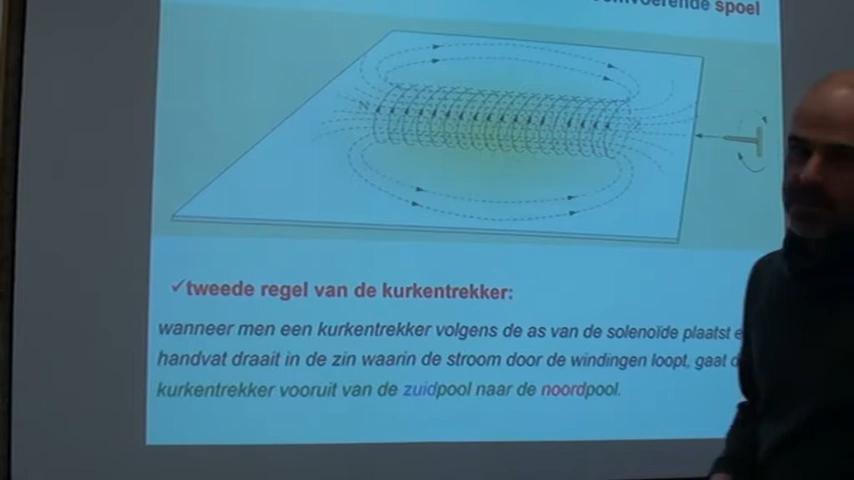 spoel
N
✓tweede regel van de kurkentrekker:
wanneer men een kurkentrekker volgens de as van de solenoïde plaatst
handvat draait in de zin waarin de stroom door de windingen loopt, gaat
kurkentrekker vooruit van de zuidpool naar de noordpool.